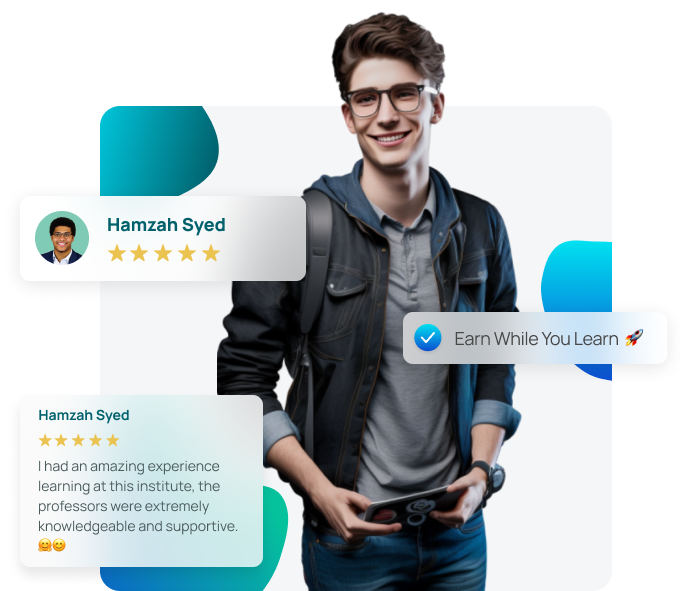 Hamzah Syed
Earn While You Learn 🚀
Hamzah Syed
I had an amazing experience
learning at this institute, the
professors were extremely
knowledgeable and supportive.
🤗😊